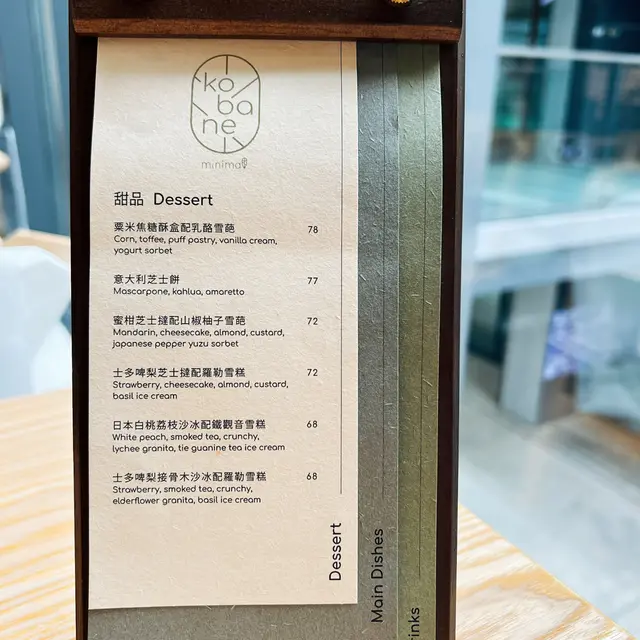 ko
ba
ne
minimal
甜品 Dessert
粟米焦糖酥盒配乳酪雪葩 78
Corn, toffee, puff pastry, vanilla cream,
yogurt sorbet
意大利芝士餅 77
Mascarpone, kahlua, amaretto
蜜柑芝士撻配山椒柚子雪葩 72
Mandarin, cheesecake, almond, custard,
japanese pepper yuzu sorbet
士多啤梨芝士撻配羅勒雪糕 72
Strawberry, cheesecake, almond, custard,
basil ice cream
日本白桃荔枝沙冰配鐵觀音雪糕 68
White peach, smoked tea, crunchy,
lychee granita, tie guanine tea ice cream
士多啤梨接骨木沙冰配羅勒雪糕 68
Strawberry, smoked tea, crunchy,
elderflower granita, basil ice cream
Dessert
Main Dishes
rinks